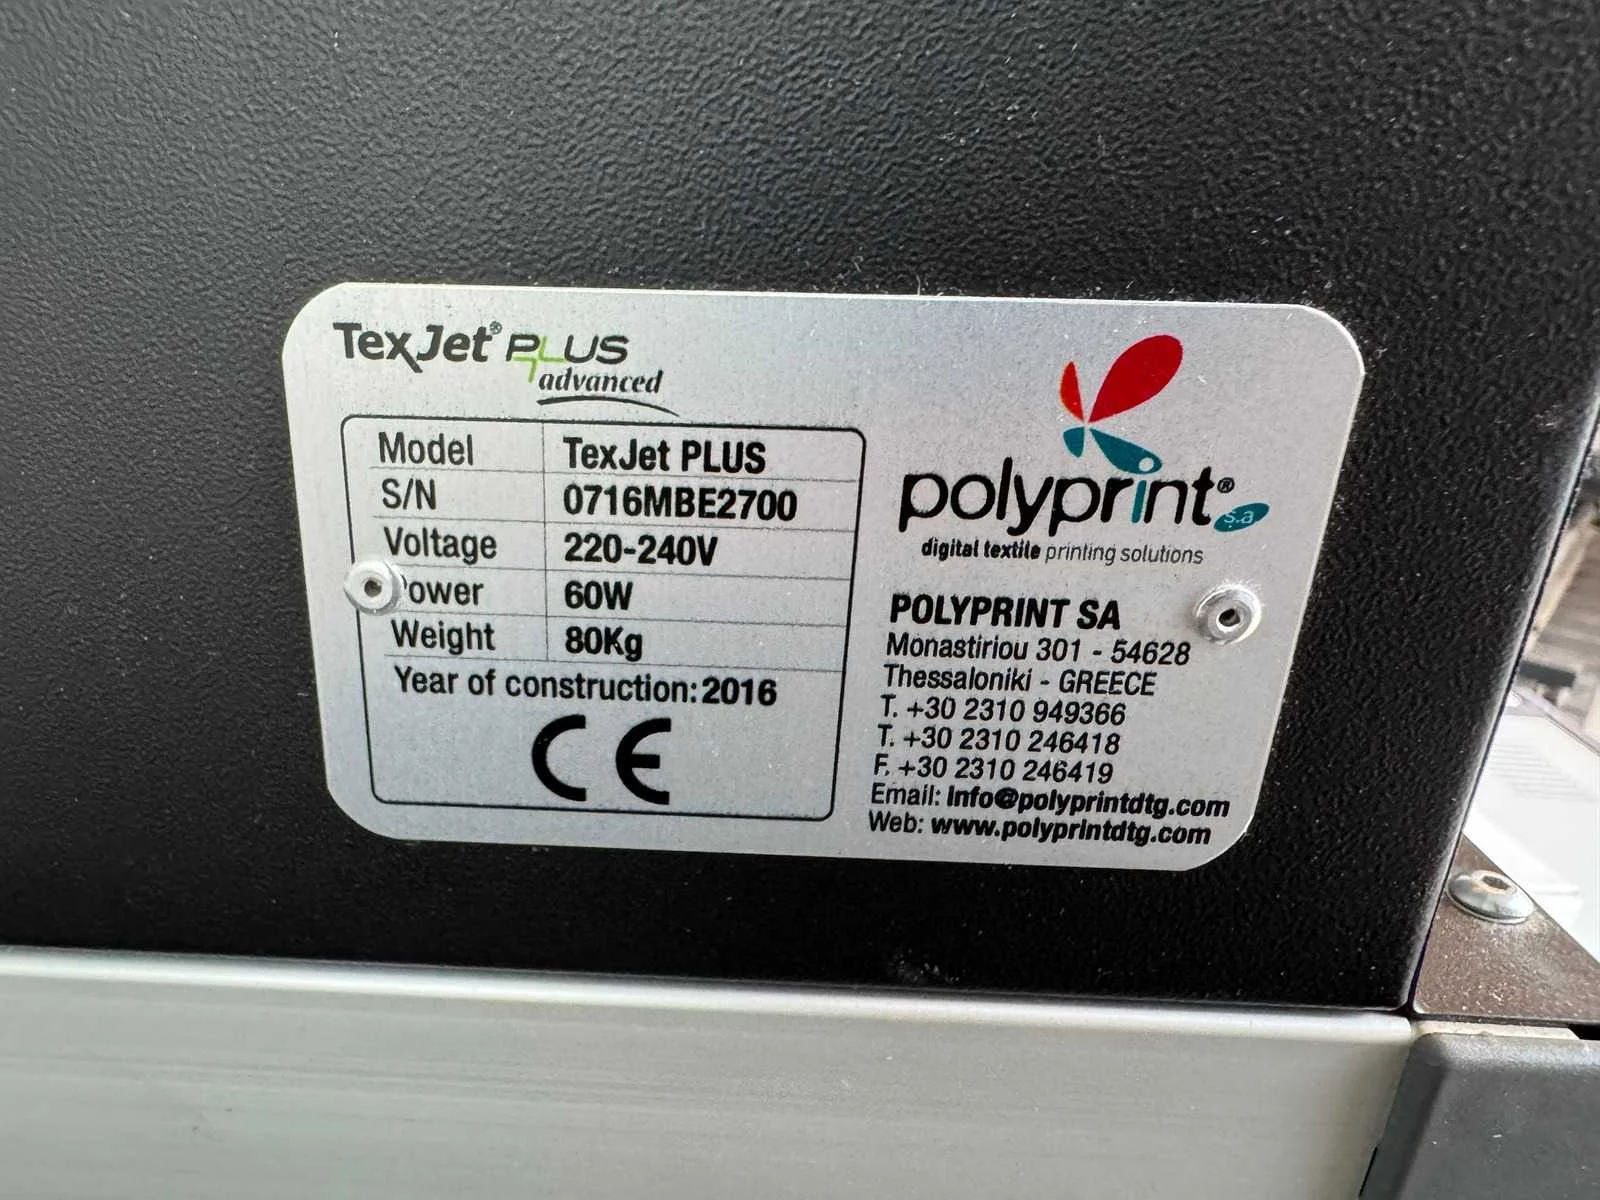 TexJet® PLUS
advanced
Model TexJet PLUS
S/N 0716MBE2700
Voltage 220-240V
Power 60W
Weight 80Kg
Year of construction: 2016
CE
polyprint® s.a
digital textile printing solutions
POLYPRINT SA
Monastiriou 301 - 54628
Thessaloniki - GREECE
T. +30 2310 949366
T. +30 2310 246418
F. +30 2310 246419
Email: Info@polyprintdtg.com
Web: www.polyprintdtg.com